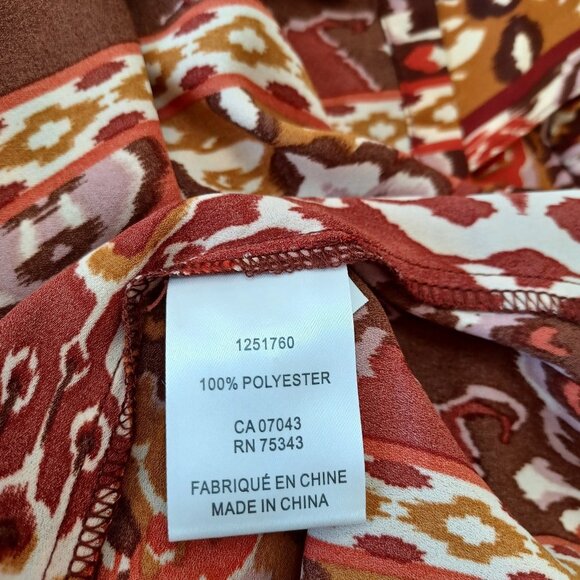 1251760
100% POLYESTER
CA 07043
RN 75343
FABRIQUÉ EN CHINE
MADE IN CHINA